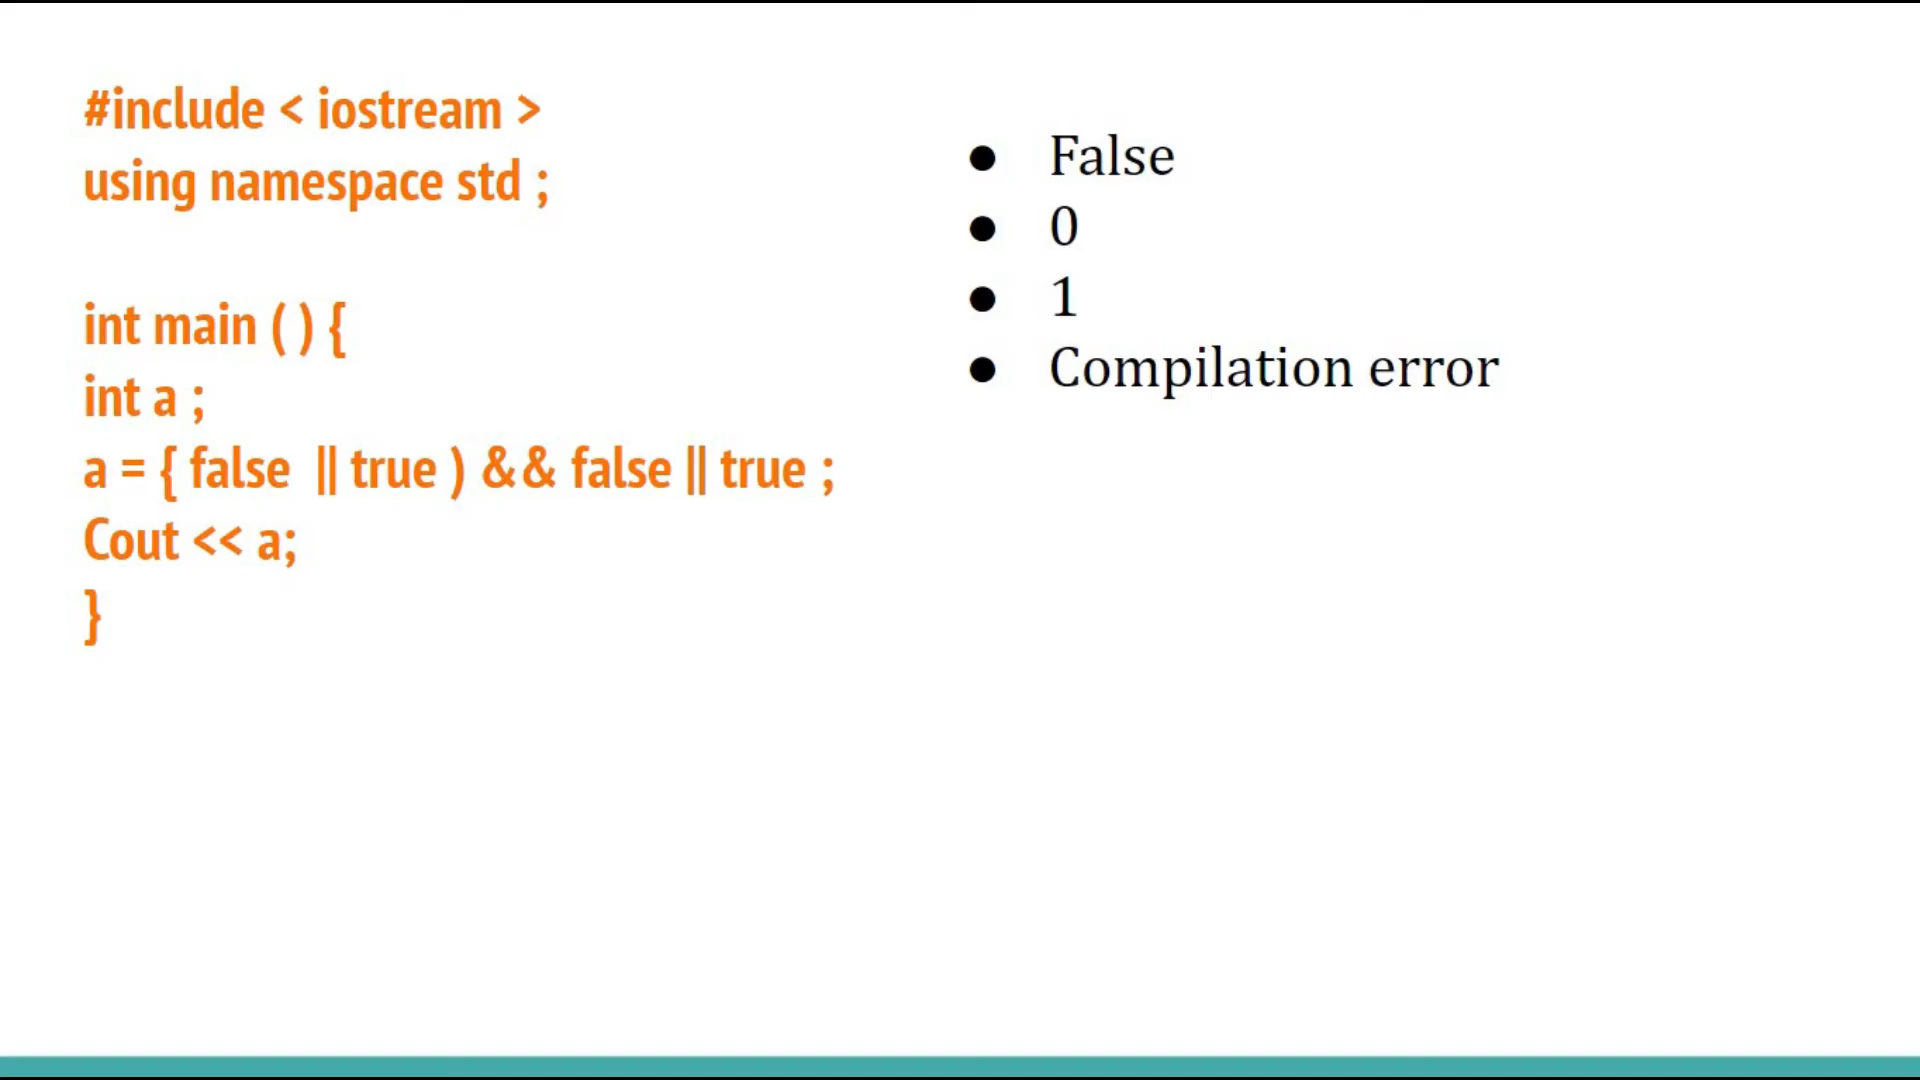 #include < iostream >
using namespace std ;
int main ( ) {
int a ;
a = { false || true ) && false || true ;
Cout << a;
}
● False
● 0
● 1
● Compilation error